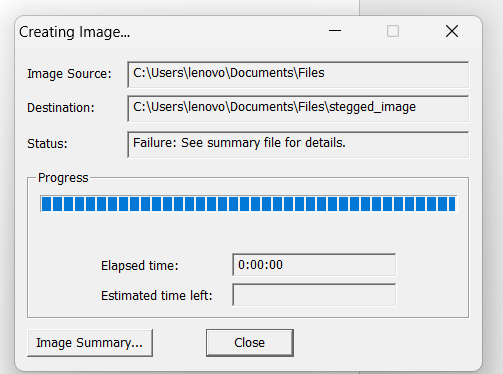 Creating Image...
Image Source: C:\Users\lenovo\Documents\Files
Destination: C:\Users\lenovo\Documents\Files\stegged_image
Status: Failure: See summary file for details.
Progress
Elapsed time: 0:00:00
Estimated time left:
Image Summary... Close